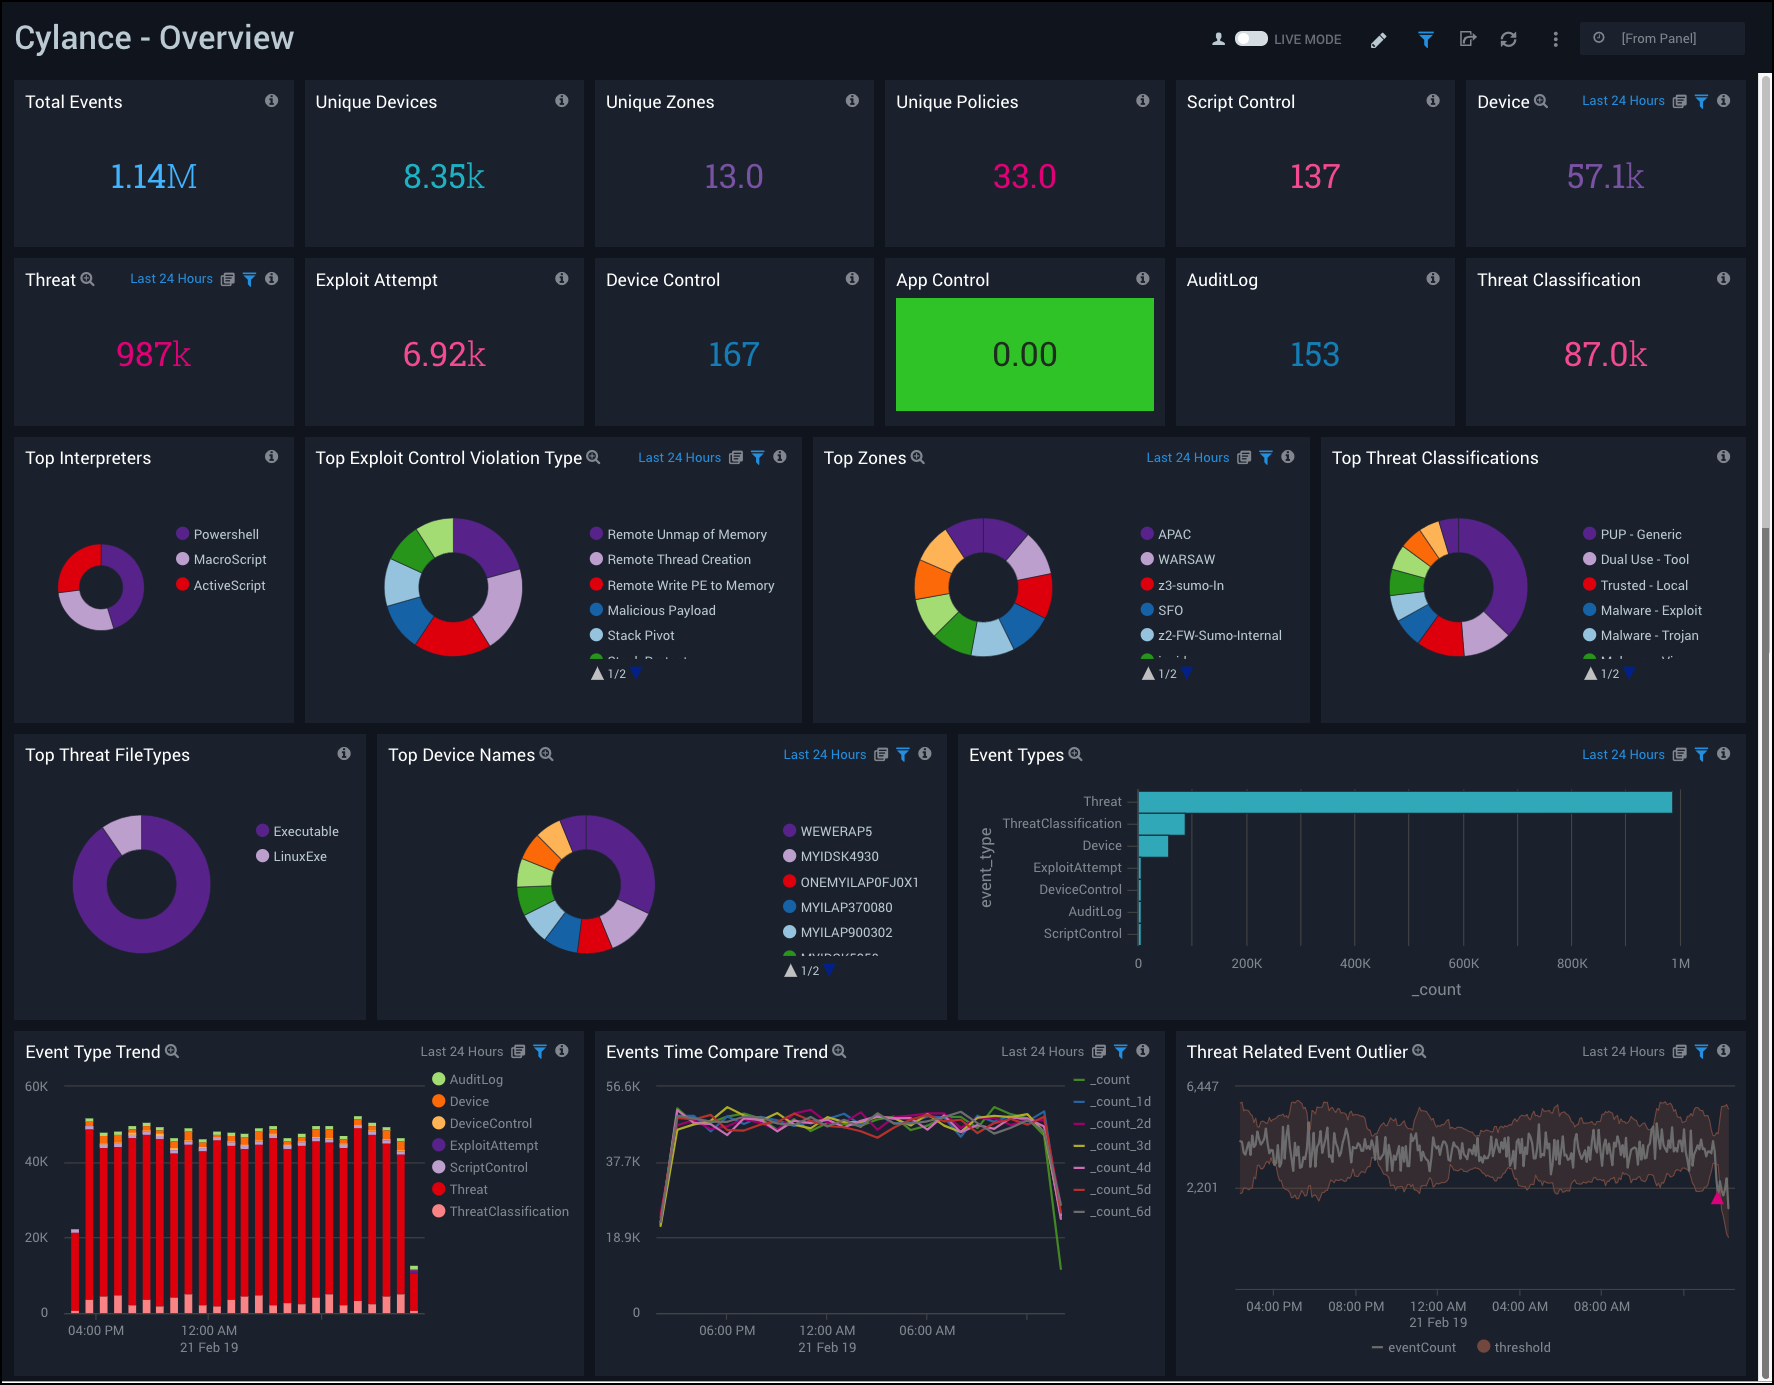 Cylance - Overview
LIVE MODE
[From Panel]
Total Events
Unique Devices
Unique Zones
Unique Policies
Script Control
Device
Last 24 Hours
1.14M
8.35k
13.0
33.0
137
57.1k
Threat
Last 24 Hours
Exploit Attempt
Device Control
App Control
AuditLog
Threat Classification
987k
6.92k
167
0.00
153
87.0k
Top Interpreters
Powershell
MacroScript
ActiveScript
Top Exploit Control Violation Type
Last 24 Hours
Remote Unmap of Memory
Remote Thread Creation
Remote Write PE to Memory
Malicious Payload
Stack Pivot
1/2
Top Zones
Last 24 Hours
APAC
WARSAW
z3-sumo-In
SFO
z2-FW-Sumo-Internal
1/2
Top Threat Classifications
PUP - Generic
Dual Use - Tool
Trusted - Local
Malware - Exploit
Malware - Trojan
1/2
Top Threat FileTypes
Executable
LinuxExe
Top Device Names
Last 24 Hours
WEWERAP5
MYIDSK4930
ONEMYILAP0FJ0X1
MYILAP370080
MYILAP900302
1/2
Event Types
Last 24 Hours
event_type
Threat
ThreatClassification
Device
ExploitAttempt
DeviceControl
AuditLog
ScriptControl
0
200K
400K
600K
800K
1M
_count
Event Type Trend
Last 24 Hours
60K
40K
20K
0
04:00 PM
12:00 AM
21 Feb 19
AuditLog
Device
DeviceControl
ExploitAttempt
ScriptControl
Threat
ThreatClassification
Events Time Compare Trend
Last 24 Hours
56.6K
37.7K
18.9K
0
06:00 PM
12:00 AM
21 Feb 19
06:00 AM
_count
_count_1d
_count_2d
_count_3d
_count_4d
_count_5d
_count_6d
Threat Related Event Outlier
Last 24 Hours
6,447
2,201
04:00 PM
08:00 PM
12:00 AM
21 Feb 19
04:00 AM
08:00 AM
eventCount
threshold